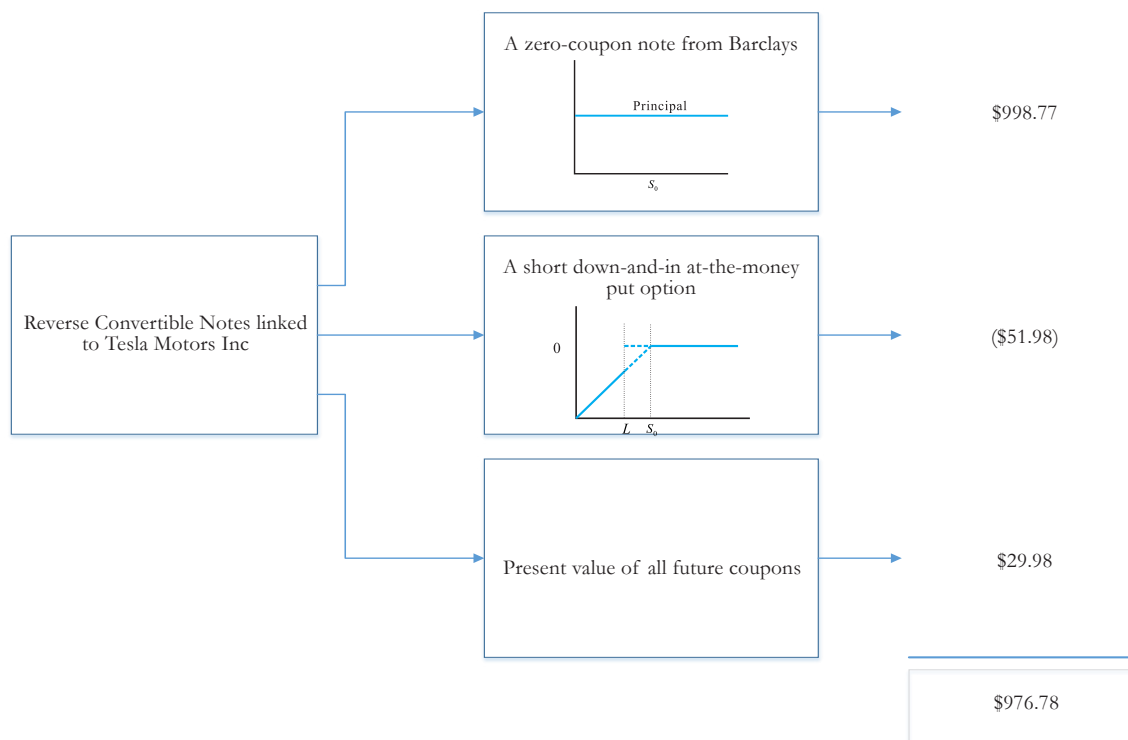 A zero-coupon note from Barclays
Principal
S₀
$998.77
Reverse Convertible Notes linked
to Tesla Motors Inc
A short down-and-in at-the-money
put option
0
L S₀
($51.98)
Present value of all future coupons
$29.98
$976.78